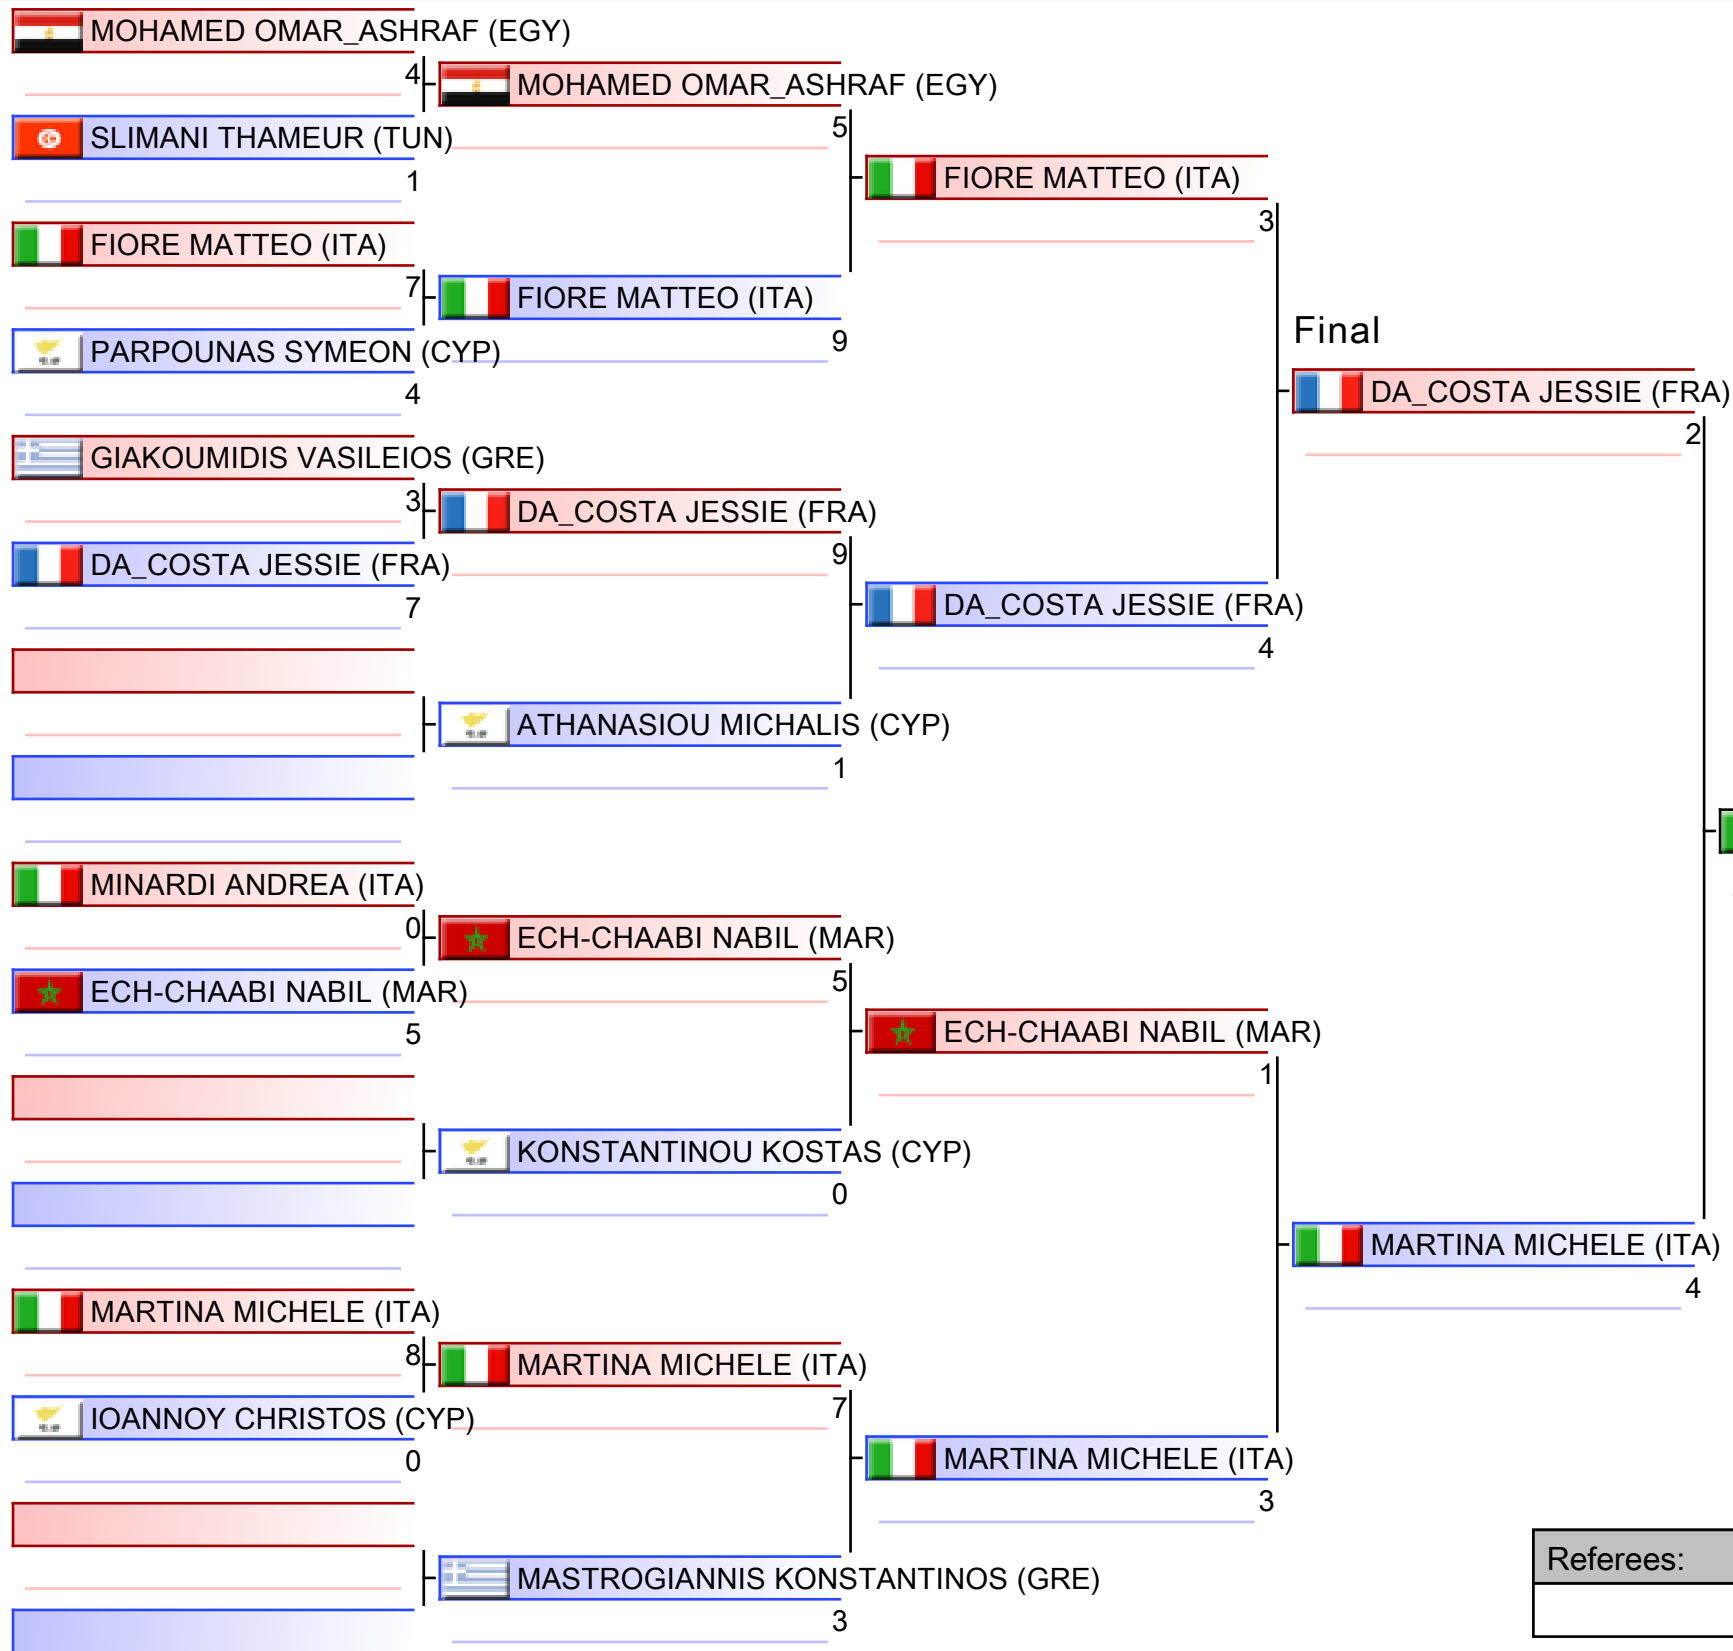 MOHAMED OMAR_ASHRAF (EGY)
4
SLIMANI THAMEUR (TUN)
1
FIORE MATTEO (ITA)
7
PARPOUNAS SYMEON (CYP)
4
GIAKOUMIDIS VASILEIOS (GRE)
3
DA_COSTA JESSIE (FRA)
7
MINARDI ANDREA (ITA)
0
ECH-CHAABI NABIL (MAR)
5
MARTINA MICHELE (ITA)
8
IOANNOY CHRISTOS (CYP)
0
MOHAMED OMAR_ASHRAF (EGY)
5
FIORE MATTEO (ITA)
9
DA_COSTA JESSIE (FRA)
9
ATHANASIOU MICHALIS (CYP)
1
ECH-CHAABI NABIL (MAR)
5
KONSTANTINOU KOSTAS (CYP)
0
MARTINA MICHELE (ITA)
7
MASTROGIANNIS KONSTANTINOS (GRE)
3
FIORE MATTEO (ITA)
3
DA_COSTA JESSIE (FRA)
4
ECH-CHAABI NABIL (MAR)
1
MARTINA MICHELE (ITA)
3
Final
DA_COSTA JESSIE (FRA)
2
MARTINA MICHELE (ITA)
4
Referees: